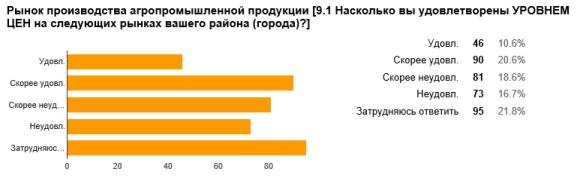 Рынок производства агропромышленной продукции [9.1 Насколько вы удовлетворены УРОВНЕМ
ЦЕН на следующих рынках вашего района (города)?]
Удовл.
Скорее удовл.
Скорее неуд…
Неудовл.
Затрудняюс…
0
20
40
60
80
Удовл. 46 10.6%
Скорее удовл. 90 20.6%
Скорее неудовл. 81 18.6%
Неудовл. 73 16.7%
Затрудняюсь ответить 95 21.8%